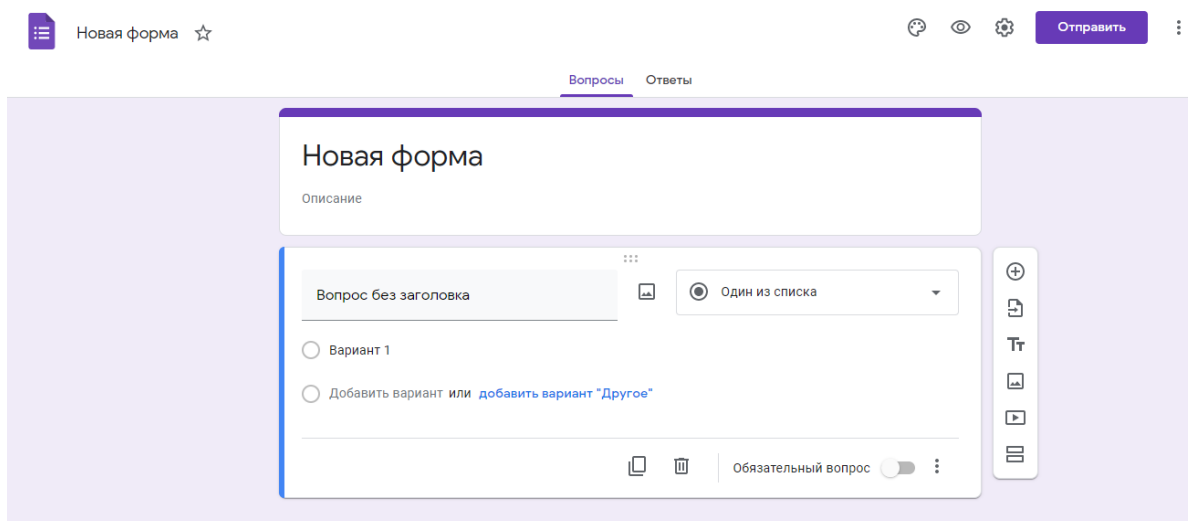 Новая форма
Отправить
Вопросы Ответы
Новая форма
Описание
Вопрос без заголовка
Один из списка
Вариант 1
Добавить вариант или добавить вариант "Другое"
Обязательный вопрос
Тт